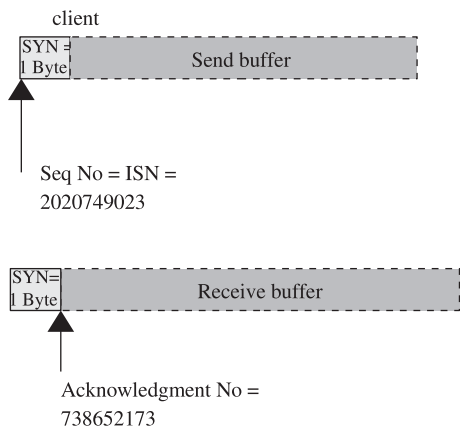 client
SYN =
1 Byte
Send buffer
Seq No = ISN =
2020749023
SYN=
1 Byte
Receive buffer
Acknowledgment No =
738652173